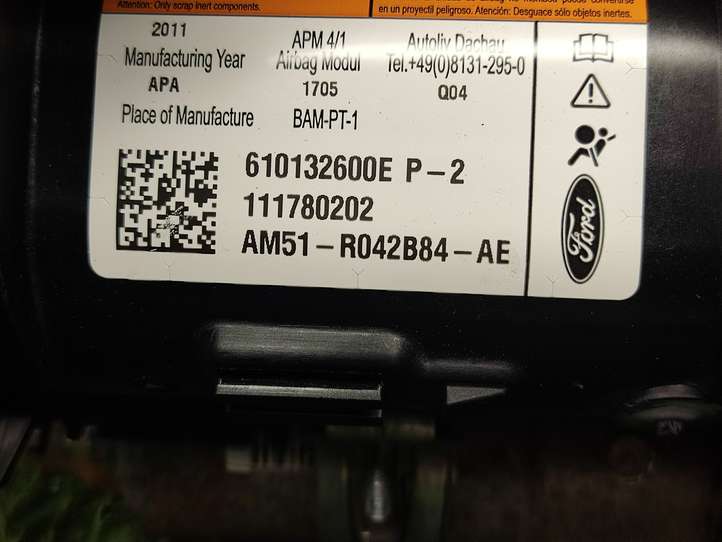 Attention: Only scrap inert components.
en un proyectil peligroso. Atención: Desguace sólo objetos inertes.
2011 APM 4/1 Autoliv Dachau
Manufacturing Year Airbag Modul Tel.+49(0)8131-295-0
APA 1705 Q04
Place of Manufacture BAM-PT-1
610132600E P-2
111780202
AM51-R042B84-AE
Ford